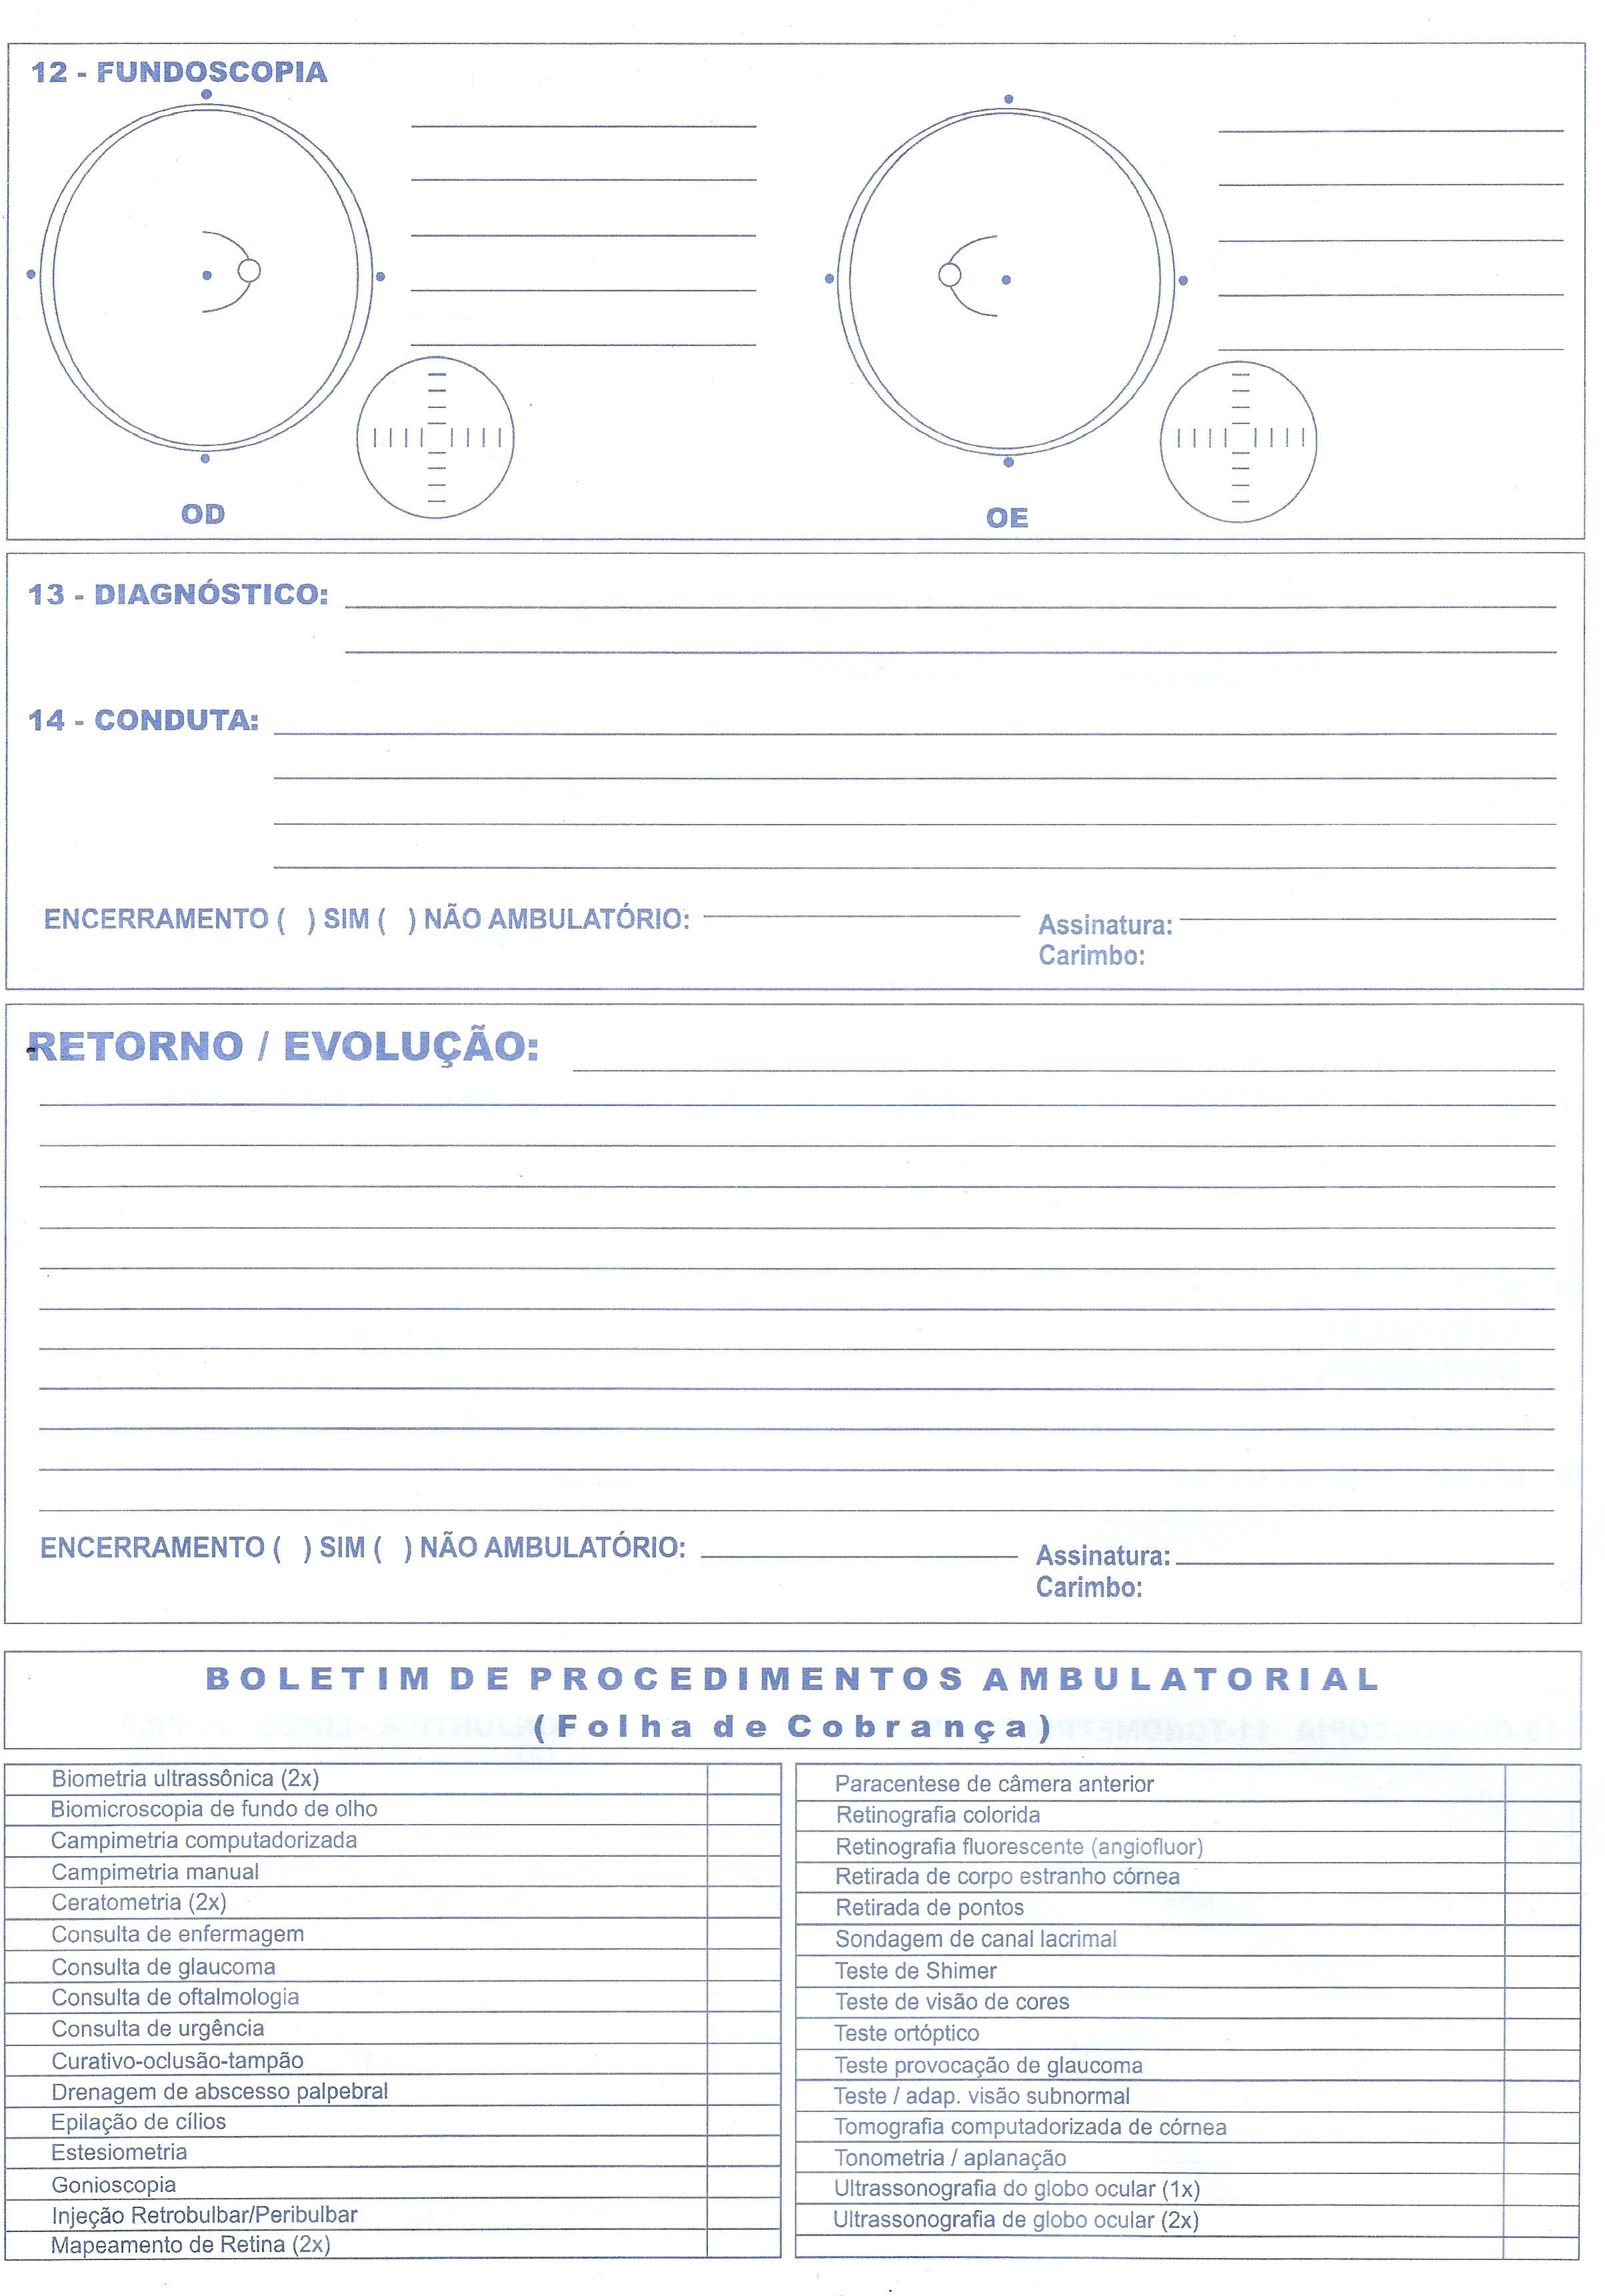 12 - FUNDOSCOPIA
OD
OE
13 - DIAGNÓSTICO:
14 - CONDUTA:
ENCERRAMENTO ( ) SIM ( ) NÃO AMBULATÓRIO:
Assinatura:
Carimbo:
RETORNO / EVOLUÇÃO:
ENCERRAMENTO ( ) SIM ( ) NÃO AMBULATÓRIO:
Assinatura:
Carimbo:
BOLETIM DE PROCEDIMENTOS AMBULATORIAL
(Folha de Cobrança)
Biometria ultrassônica (2x)
Biomicroscopia de fundo de olho
Campimetria computadorizada
Campimetria manual
Ceratometria (2x)
Consulta de enfermagem
Consulta de glaucoma
Consulta de oftalmologia
Consulta de urgência
Curativo-oclusão-tampão
Drenagem de abscesso palpebral
Epilação de cílios
Estesiometria
Gonioscopia
Injeção Retrobulbar/Peribulbar
Mapeamento de Retina (2x)
Paracentese de câmera anterior
Retinografia colorida
Retinografia fluorescente (angiofluor)
Retirada de corpo estranho córnea
Retirada de pontos
Sondagem de canal lacrimal
Teste de Shimer
Teste de visão de cores
Teste ortóptico
Teste provocação de glaucoma
Teste / adap. visão subnormal
Tomografia computadorizada de córnea
Tonometria / aplanação
Ultrassonografia do globo ocular (1x)
Ultrassonografia de globo ocular (2x)